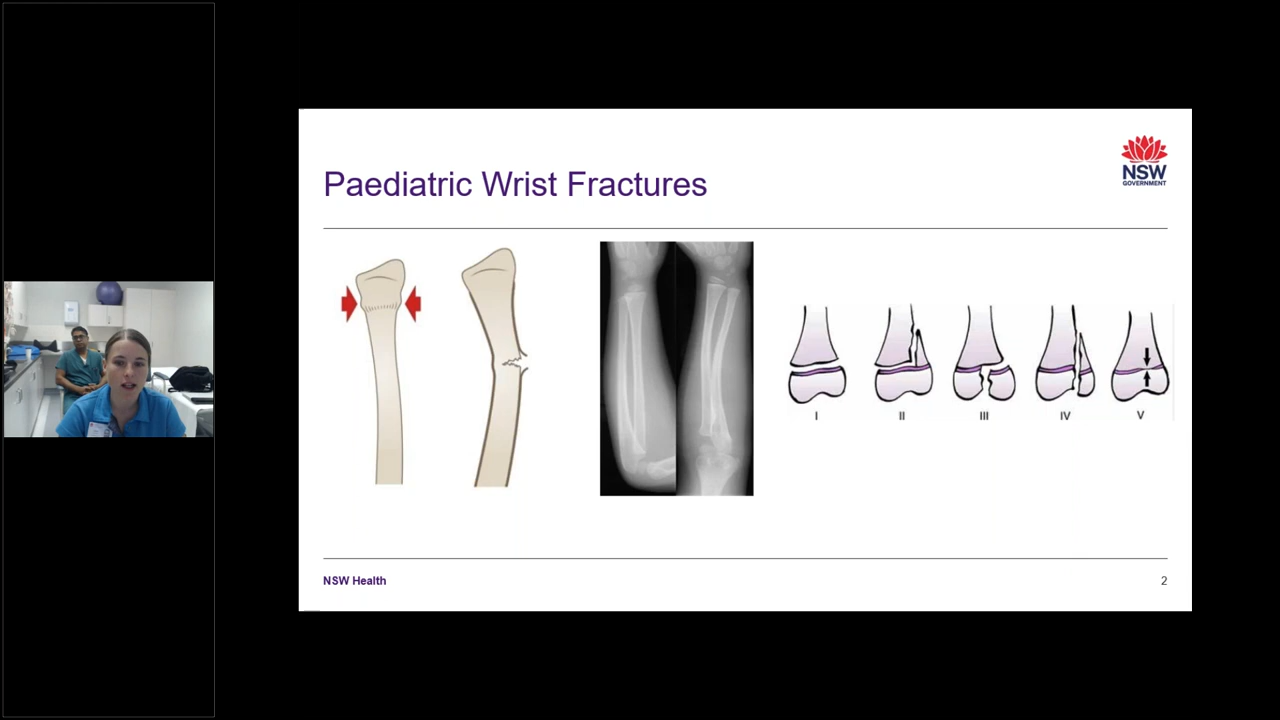 Paediatric Wrist Fractures
NSW
GOVERNMENT
I
II
III
IV
V
NSW Health
2